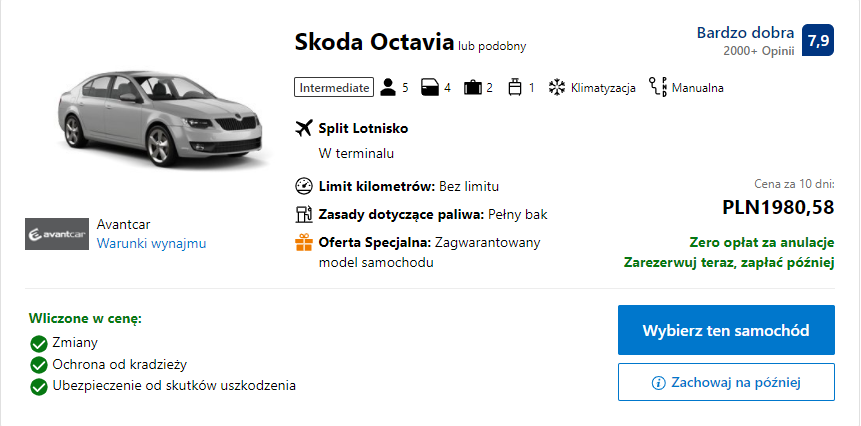 Skoda Octavia lub podobny
Bardzo dobra 7,9
2000+ Opinii
Intermediate 5 4 2 1 Klimatyzacja Manualna
Split Lotnisko
W terminalu
Limit kilometrów: Bez limitu
Zasady dotyczące paliwa: Pełny bak
Oferta Specjalna: Zagwarantowany
model samochodu
avantcar
Avantcar
Warunki wynajmu
Cena za 10 dni:
PLN1980,58
Zero opłat za anulacje
Zarezerwuj teraz, zapłać później
Wliczone w cenę:
Zmiany
Ochrona od kradzieży
Ubezpieczenie od skutków uszkodzenia
Wybierz ten samochód
Zachowaj na później